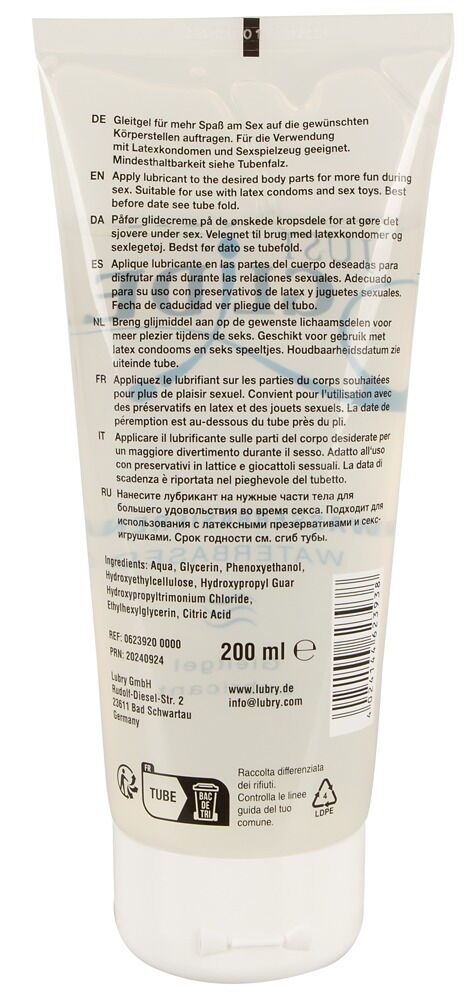 DE Gleitgel für mehr Spaß am Sex auf die gewünschten
Körperstellen auftragen. Für die Verwendung
mit Latexkondomen und Sexspielzeug geeignet.
Mindesthaltbarkeit siehe Tubenfalz.
EN Apply lubricant to the desired body parts for more fun during
sex. Suitable for use with latex condoms and sex toys. Best
before date see tube fold.
DA Påfør glidecreme på de ønskede kropsdele for at gøre det
sjovere under sex. Velegnet til brug med latexkondomer og
sexlegetøj. Bedst før dato se tubefold.
ES Aplique lubricante en las partes del cuerpo deseadas para
disfrutar más durante las relaciones sexuales. Adecuado
para su uso con preservativos de latex y juguetes sexuales.
Fecha de caducidad ver pliegue del tubo.
NL Breng glijmiddel aan op de gewenste lichaamsdelen voor
meer plezier tijdens de seks. Geschikt voor gebruik met
latex condooms en seks speeltjes. Houdbaarheidsdatum zie
uiteinde tube.
FR Appliquez le lubrifiant sur les parties du corps souhaitées
pour plus de plaisir sexuel. Convient pour l'utilisation avec
des préservatifs en latex et des jouets sexuels. La date de
péremption est au-dessous du tube près du pli.
IT Applicare il lubrificante sulle parti del corpo desiderate per
un maggiore divertimento durante il sesso. Adatto all'uso
con preservativi in lattice e giocattoli sessuali. La data di
scadenza è riportata nel pieghevole del tubetto.
RU Нанесите лубрикант на нужные части тела для
большего удовольствия во время секса. Подходит для
использования с латексными презервативами и секс-
игрушками. Срок годности см. сгиб тубы.
Ingredients: Aqua, Glycerin, Phenoxyethanol,
Hydroxyethylcellulose, Hydroxypropyl Guar
Hydroxypropyltrimonium Chloride,
Ethylhexylglycerin, Citric Acid
REF: 0623920 0000
PRN: 20240924
200 ml e
Lubry GmbH
Rudolf-Diesel-Str. 2
23611 Bad Schwartau
Germany
www.lubry.de
info@lubry.com
4024144623938
FR
TUBE
BAC
DE
TRI
Raccolta differenziata
dei rifiuti.
Controlla le linee
guida del tuo
comune.
4
LDPE